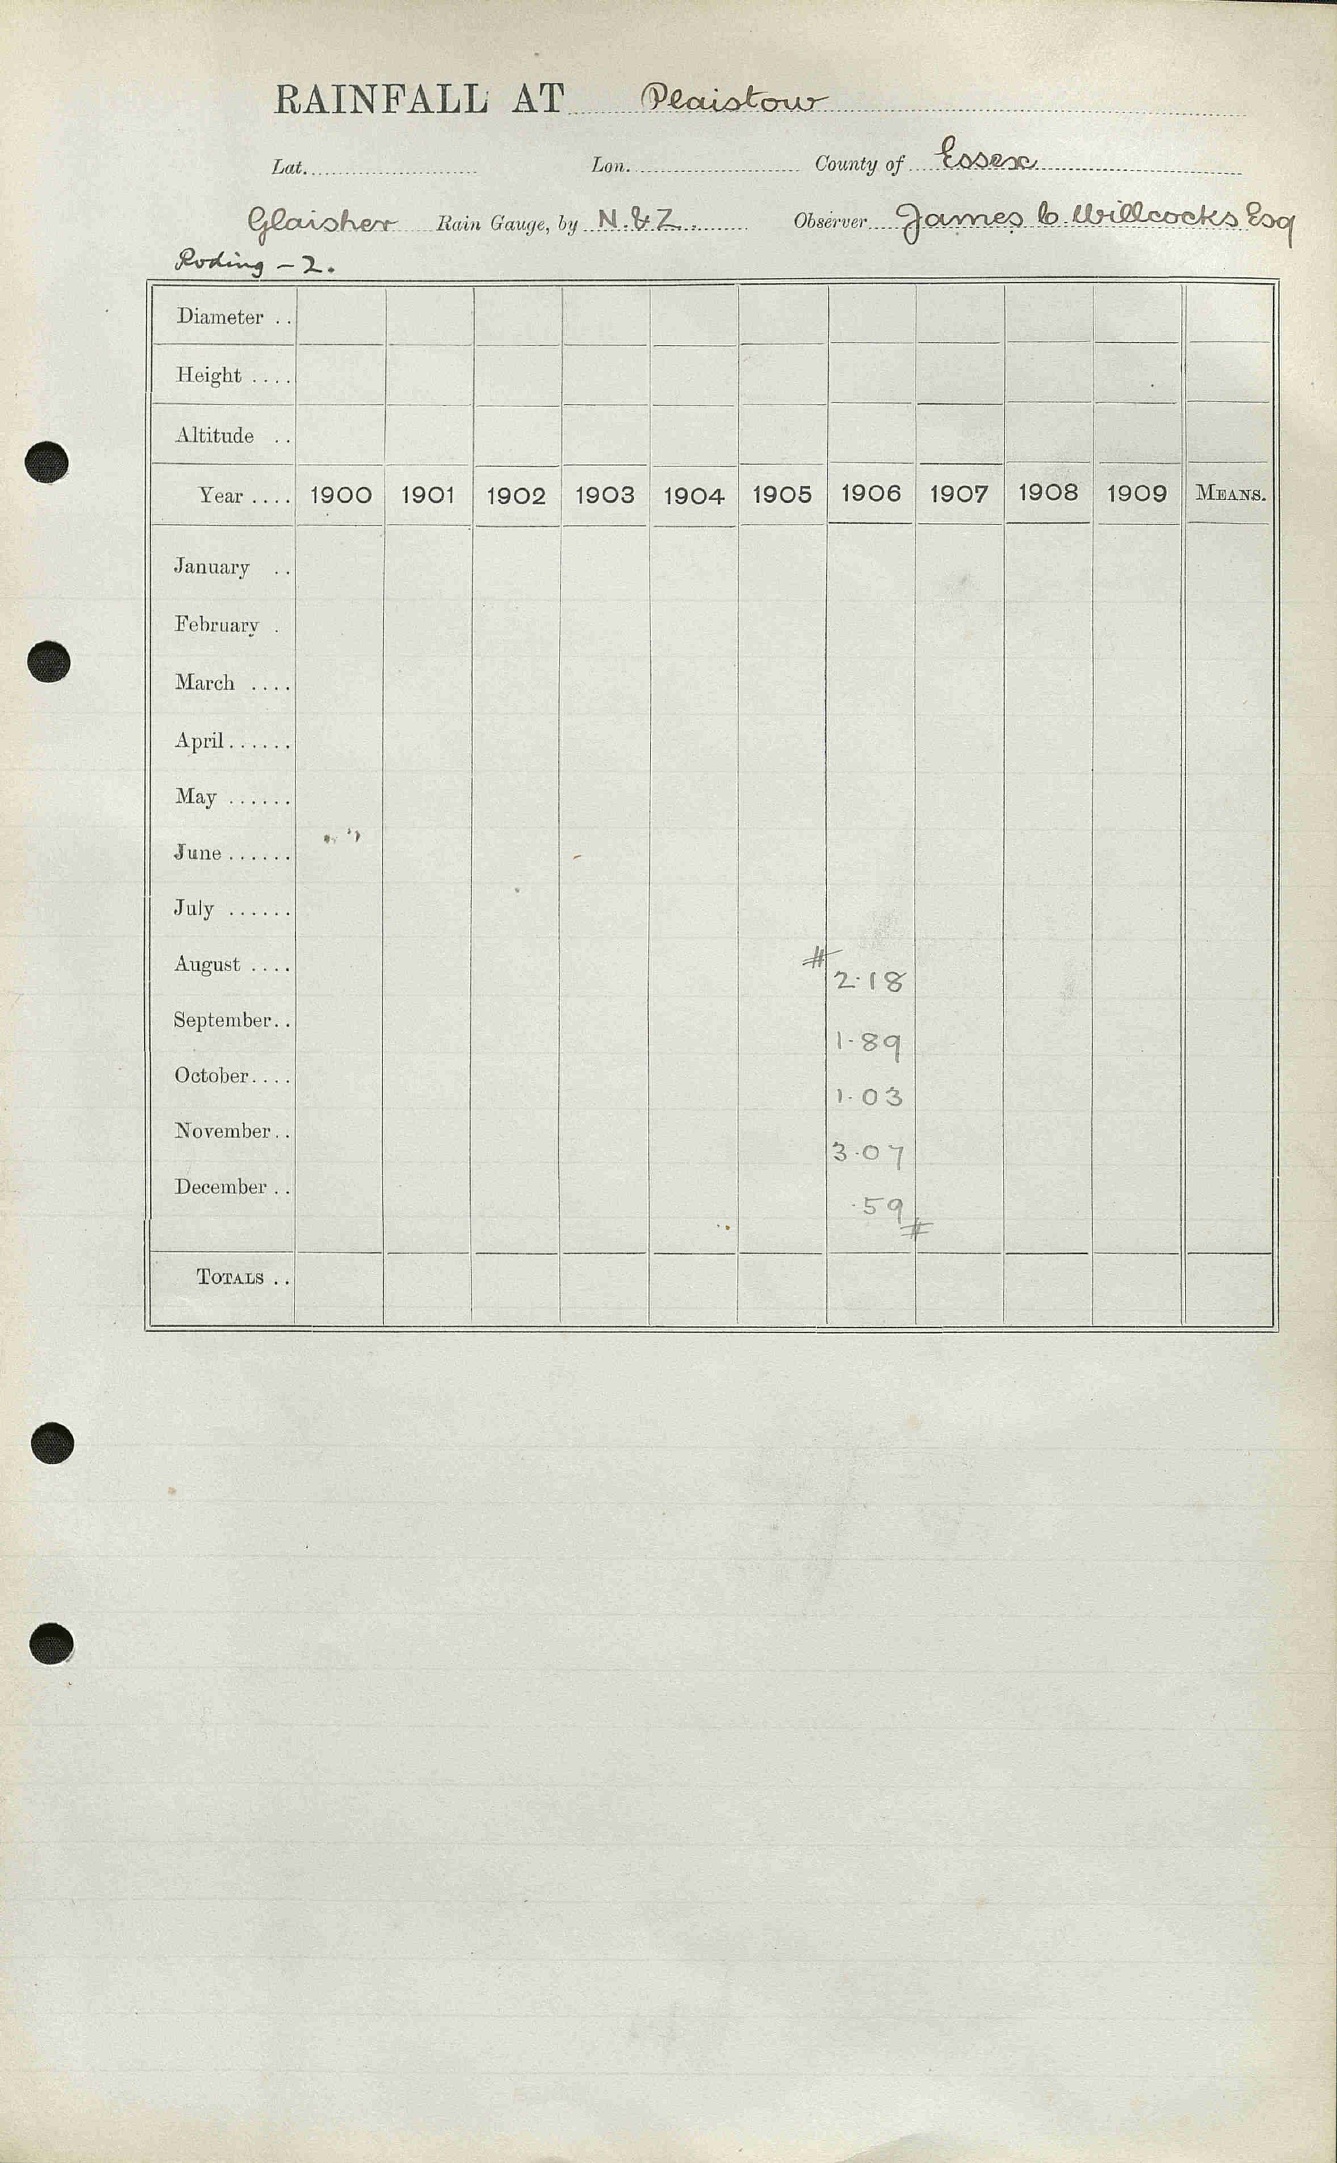 RAINFALL AT Plaistow
Lat. Lon. County of Essex
Glaisher Rain Gauge, by N. & Z. Observer James C. Willcocks Esq
Roding - 2.
Diameter ..
Height ....
Altitude ..
Year .... 1900 1901 1902 1903 1904 1905 1906 1907 1908 1909 MEANS.
January ..
February .
March ....
April......
May ......
June ......
July ......
August .... # 2.18
September.. 1.89
October.... 1.03
November.. 3.07
December .. .59 #
TOTALS ..